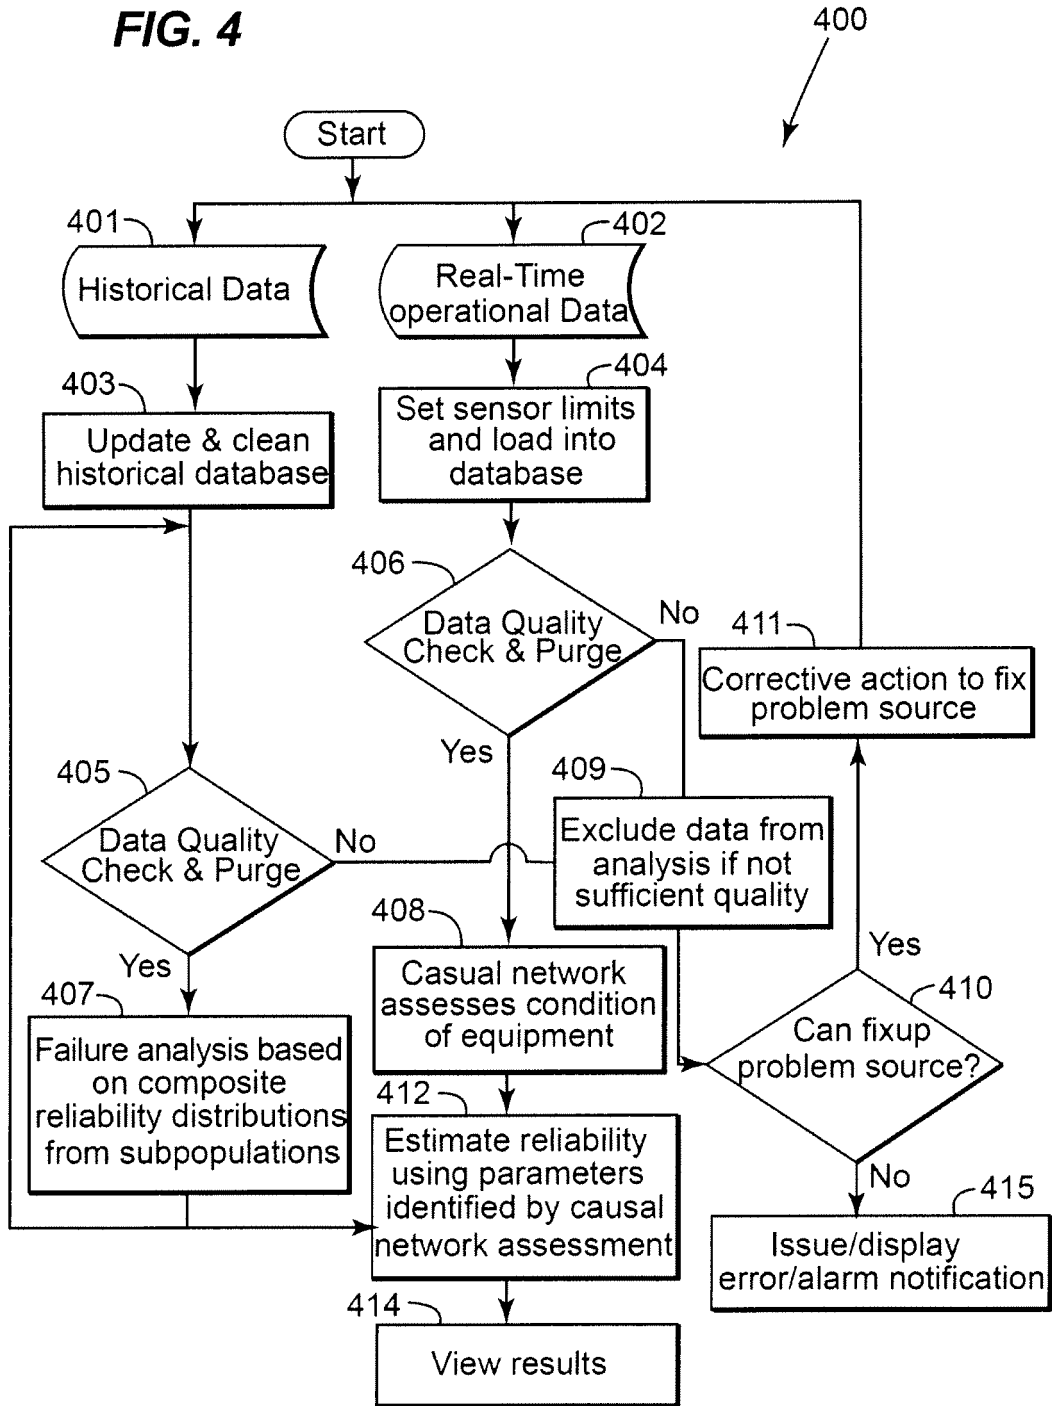 FIG. 4
400
Start
401
Historical Data
402
Real-Time
operational Data
403
Update & clean
historical database
404
Set sensor limits
and load into
database
406
Data Quality
Check & Purge
No
Yes
411
Corrective action to fix
problem source
405
Data Quality
Check & Purge
No
Yes
409
Exclude data from
analysis if not
sufficient quality
408
Casual network
assesses condition
of equipment
407
Failure analysis based
on composite
reliability distributions
from subpopulations
Yes
410
Can fixup
problem source?
No
412
Estimate reliability
using parameters
identified by causal
network assessment
415
Issue/display
error/alarm notification
414
View results